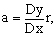 a = Dy/Dx r,